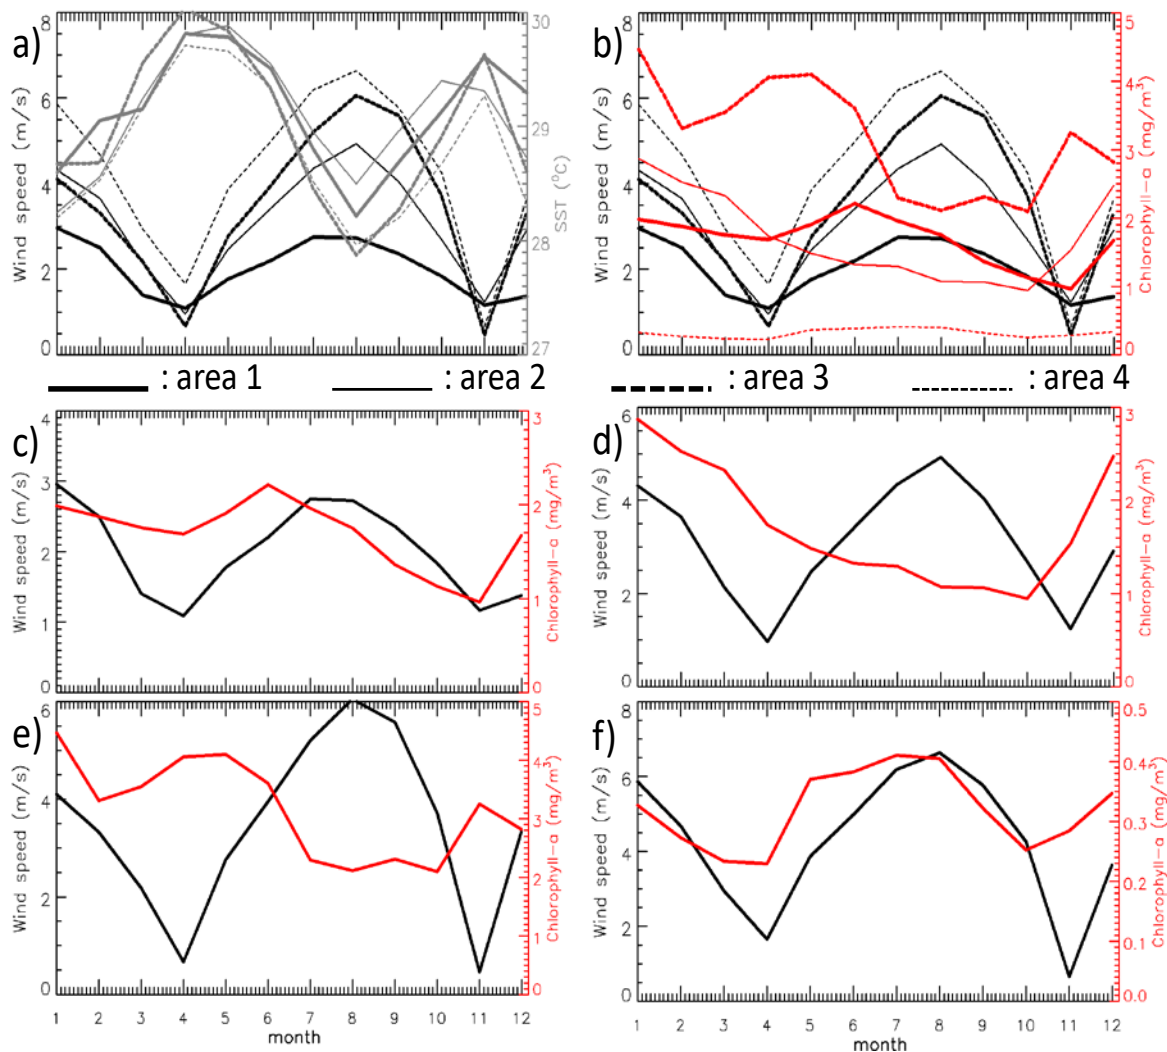 a)
8
6
4
2
0
Wind speed (m/s)
30
29
28
27
SST (°C)
b)
8
6
4
2
0
Wind speed (m/s)
5
4
3
2
1
0
Chlorophyll-a (mg/m³)
: area 1
: area 2
: area 3
: area 4
c)
4
3
2
1
0
Wind speed (m/s)
3
2
1
0
Chlorophyll-a (mg/m³)
d)
6
4
2
0
Wind speed (m/s)
3
2
1
0
Chlorophyll-a (mg/m³)
e)
6
4
2
0
Wind speed (m/s)
5
4
3
2
1
0
Chlorophyll-a (mg/m³)
1 2 3 4 5 6 7 8 9 10 11 12
month
f)
8
6
4
2
0
Wind speed (m/s)
0.5
0.4
0.3
0.2
0.1
0.0
Chlorophyll-a (mg/m³)
1 2 3 4 5 6 7 8 9 10 11 12
month